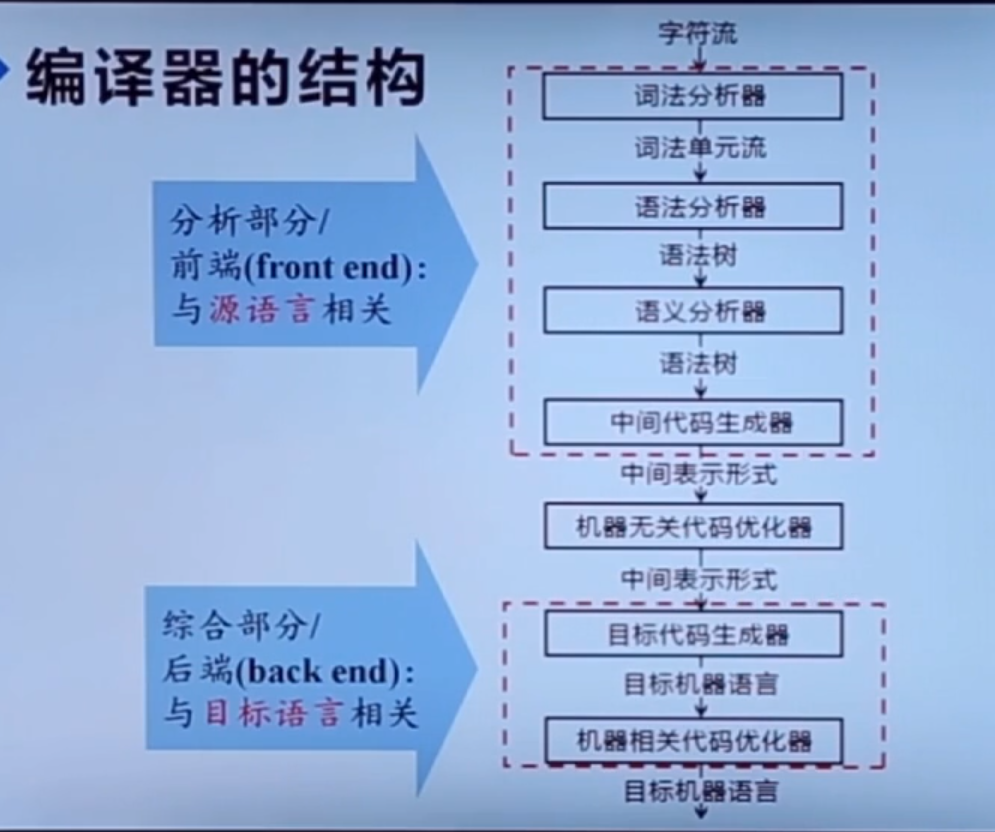 编译器的结构
分析部分/
前端(front end):
与源语言相关
综合部分/
后端(back end):
与目标语言相关
字符流
词法分析器
词法单元流
语法分析器
语法树
语义分析器
语法树
中间代码生成器
中间表示形式
机器无关代码优化器
中间表示形式
目标代码生成器
目标机器语言
机器相关代码优化器
目标机器语言